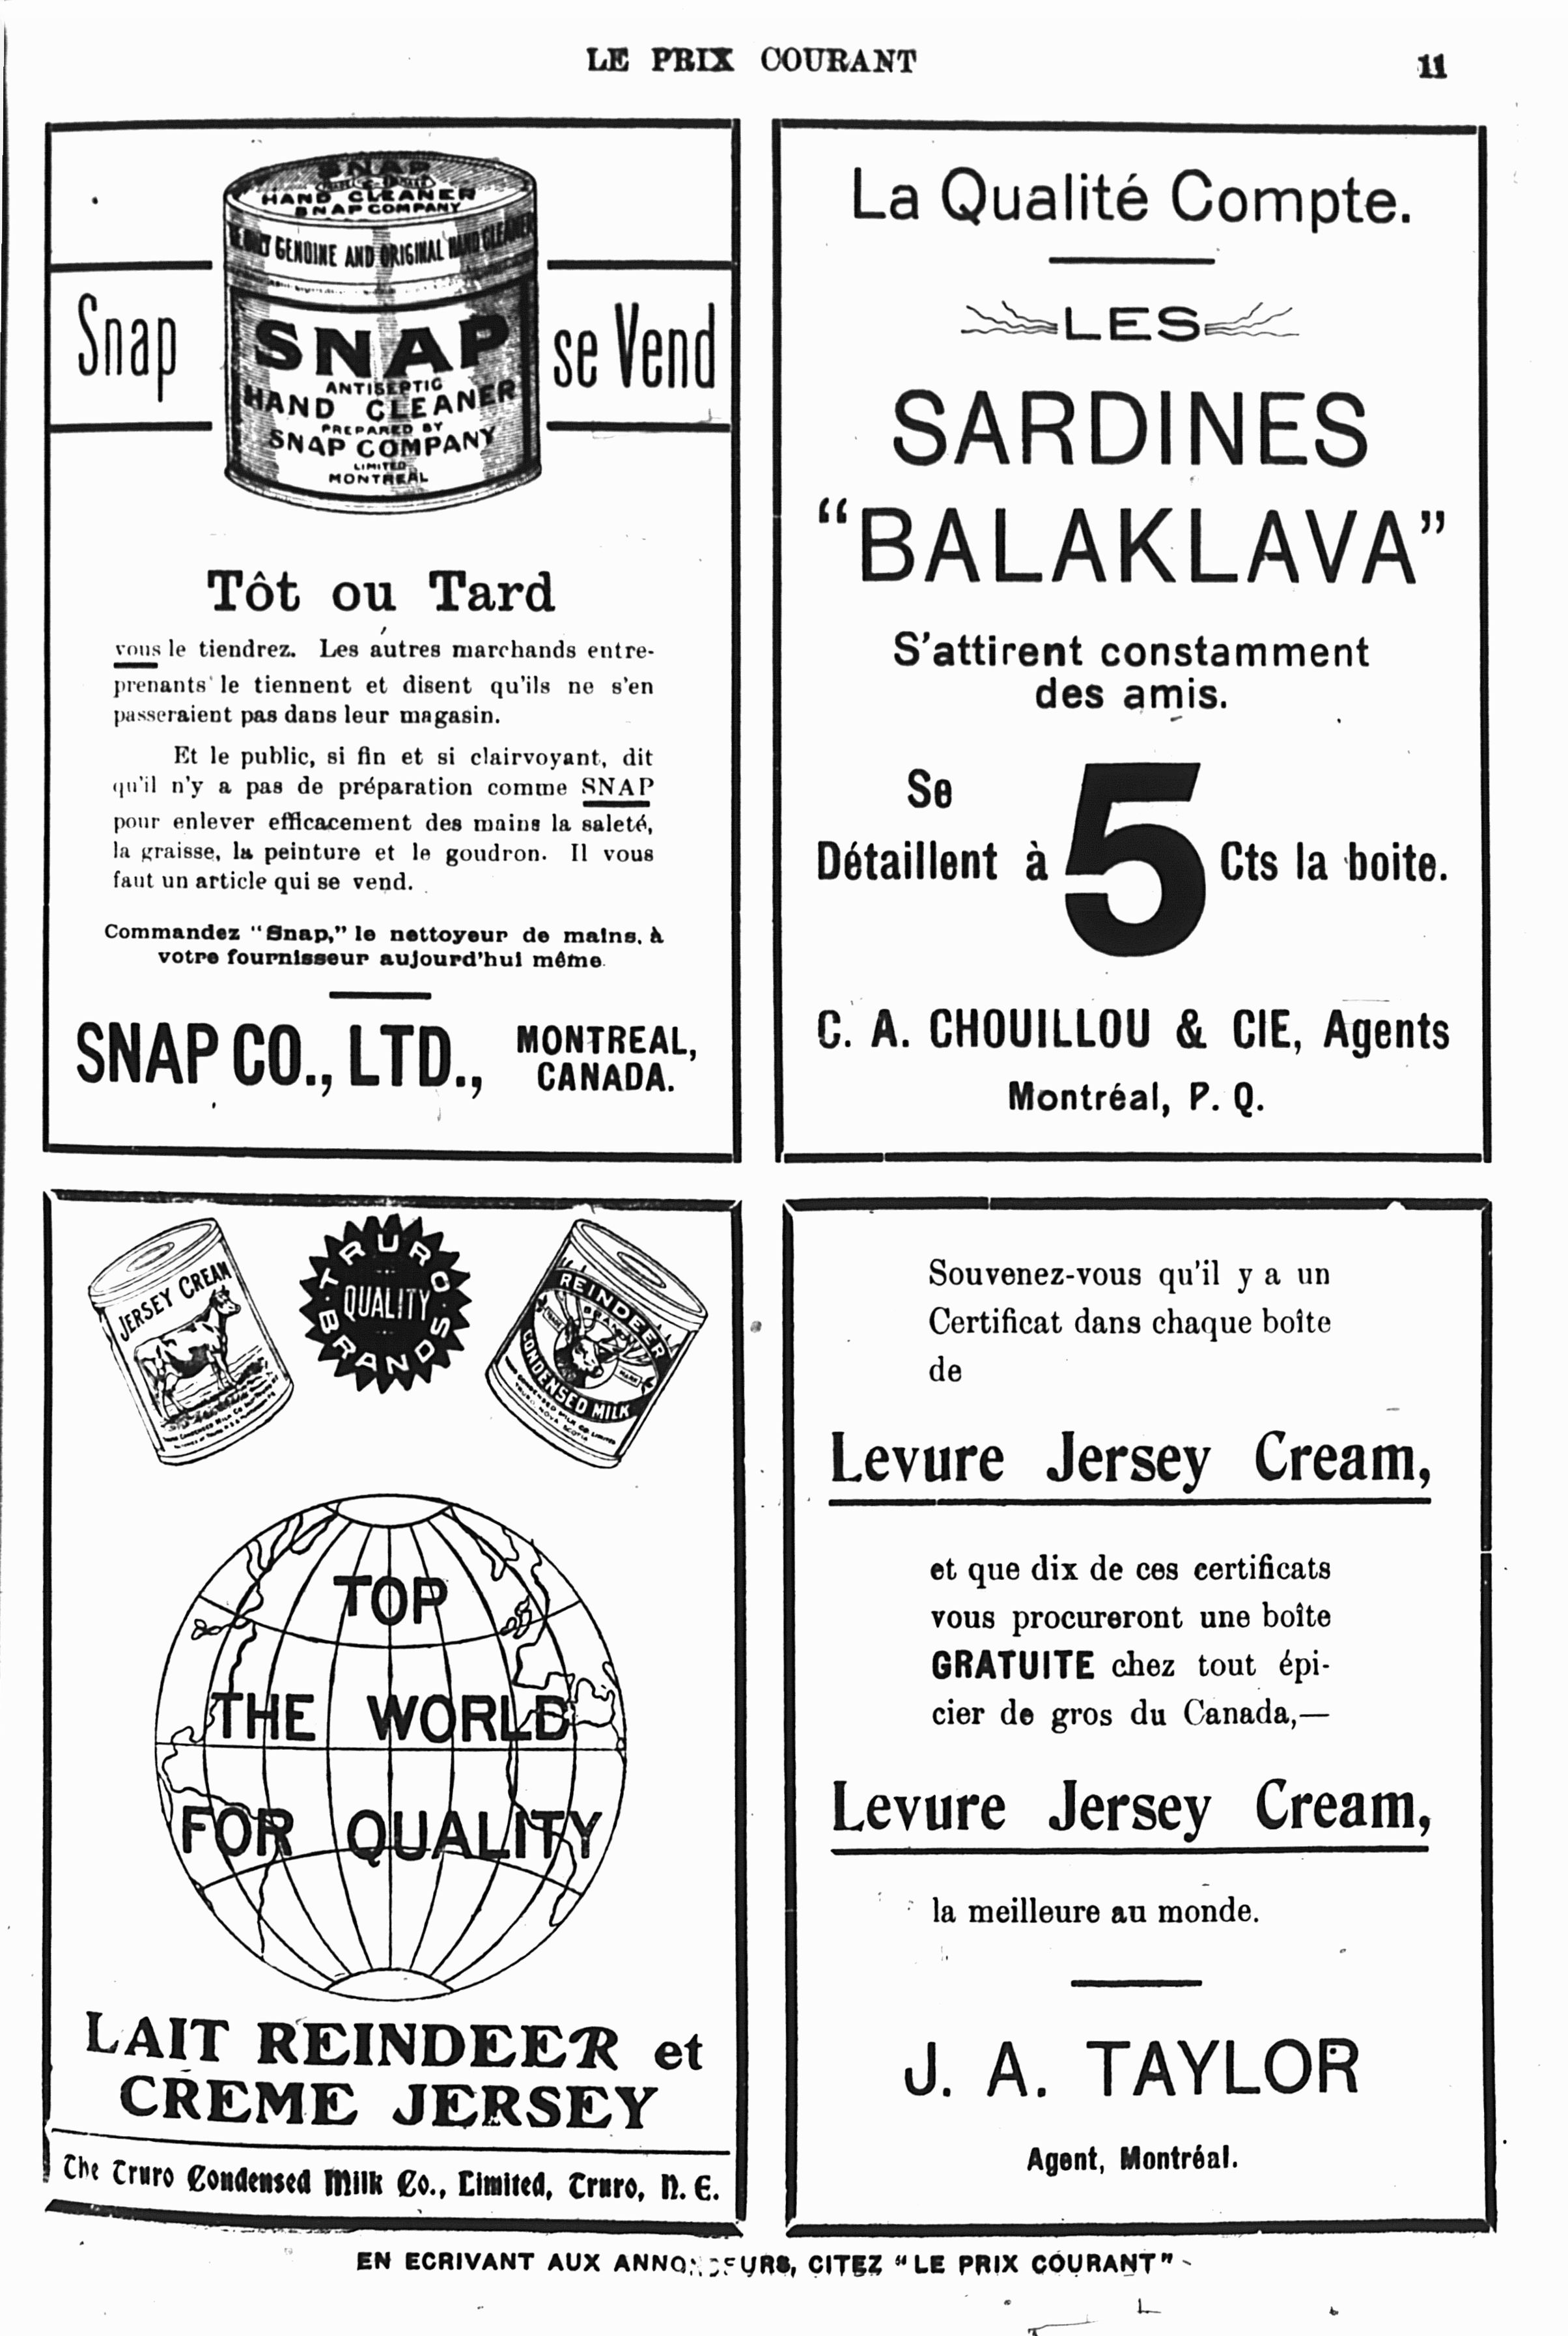 LE PRIX COURANT
11
SNAP
HAND CLEANER
SNAP COMPANY
GENUINE AND ORIGINAL HAND CLEANER
Snap
SNAP
ANTISEPTIC
HAND CLEANER
PREPARED BY
SNAP COMPANY
LIMITED
MONTREAL
se Vend
Tôt ou Tard
vous le tiendrez. Les autres marchands entre-
prenants le tiennent et disent qu'ils ne s'en
passeraient pas dans leur magasin.
Et le public, si fin et si clairvoyant, dit
qu'il n'y a pas de préparation comme SNAP
pour enlever efficacement des mains la saleté,
la graisse, la peinture et le goudron. Il vous
faut un article qui se vend.
Commandez "Snap," le nettoyeur de mains, à
votre fournisseur aujourd'hui même.
SNAP CO., LTD.,
MONTREAL,
CANADA.
La Qualité Compte.
LES
SARDINES
“BALAKLAVA”
S'attirent constamment
des amis.
Se
Détaillent à 5 Cts la boite.
C. A. CHOUILLOU & CIE, Agents
Montréal, P. Q.
JERSEY CREAM
TRUROS
QUALITY
BRAND
REINDEER
BRAND
CONDENSED MILK
TOP
THE WORLD
FOR QUALITY
LAIT REINDEER et
CREME JERSEY
The Truro Condensed Milk Co., Limited, Truro, N. E.
Souvenez-vous qu'il y a un
Certificat dans chaque boîte
de
Levure Jersey Cream,
et que dix de ces certificats
vous procureront une boîte
GRATUITE chez tout épi-
cier de gros du Canada,—
Levure Jersey Cream,
la meilleure au monde.
J. A. TAYLOR
Agent, Montréal.
EN ECRIVANT AUX ANNONCEURS, CITEZ “LE PRIX COURANT”